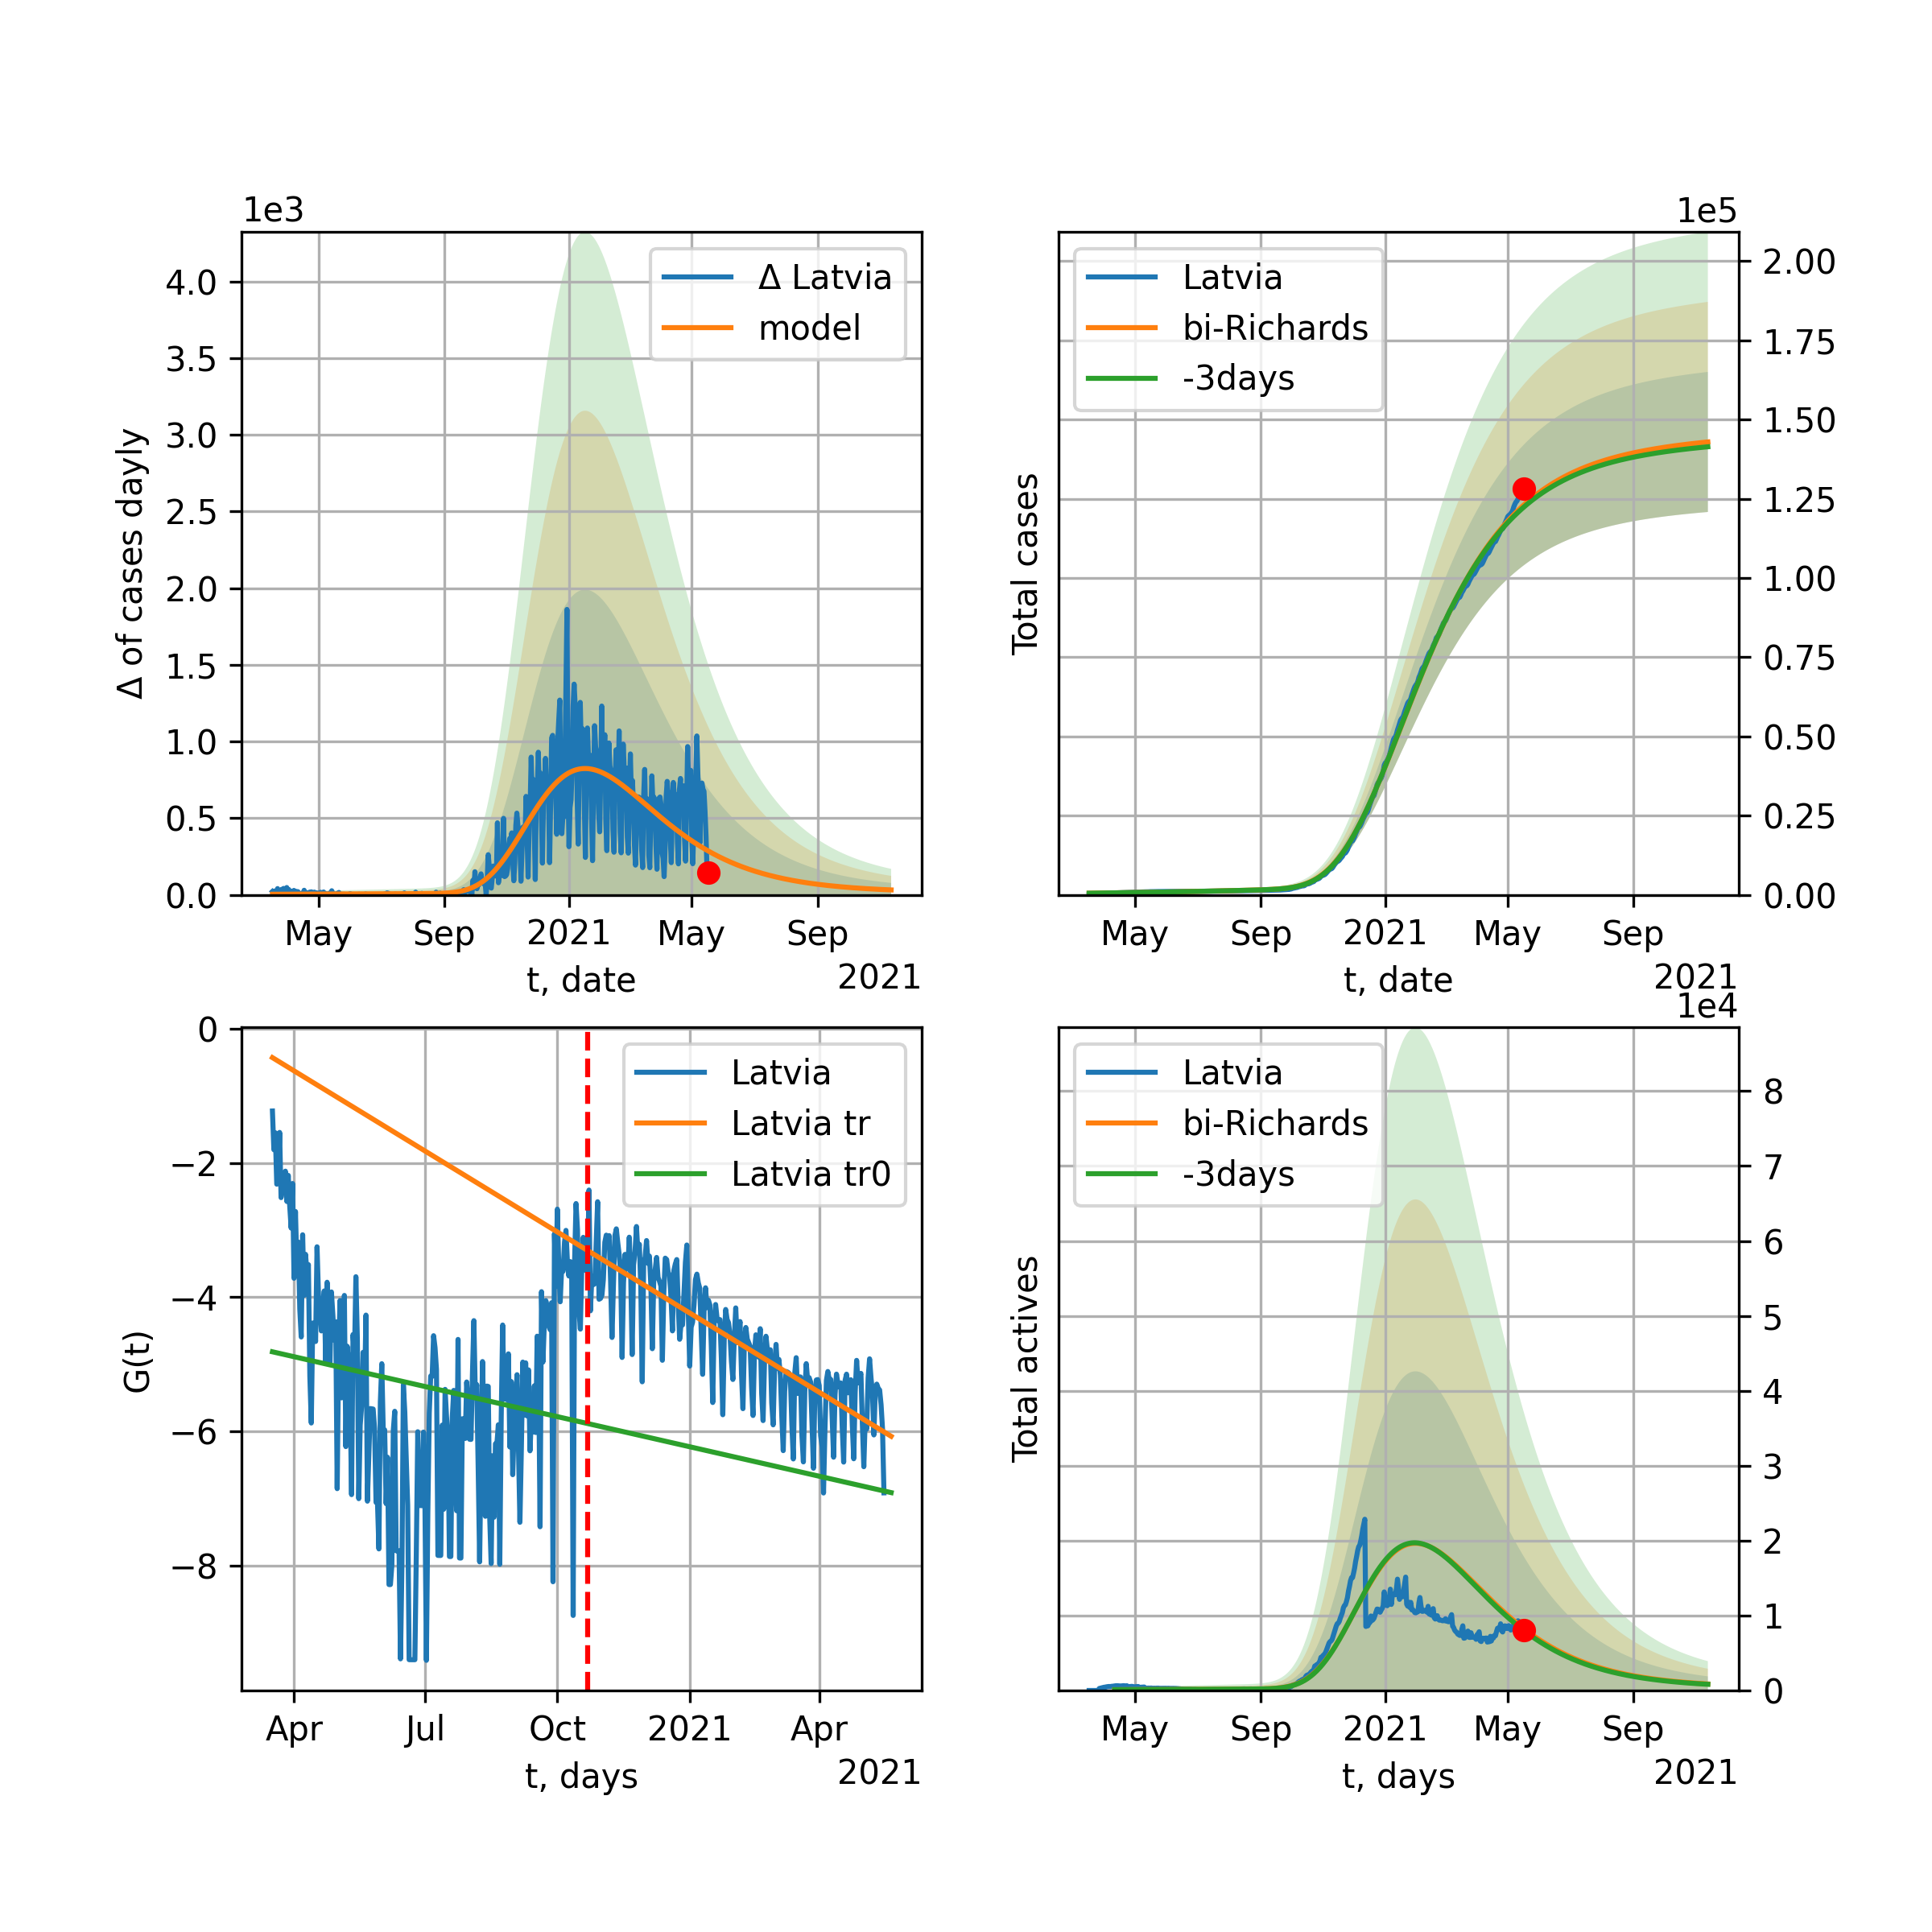 1e3
Δ of cases dayly
4.0
3.5
3.0
2.5
2.0
1.5
1.0
0.5
0.0
Δ Latvia
model
May Sep 2021 May Sep
t, date
2021
1e5
Total cases
Latvia
bi-Richards
-3days
2.00
1.75
1.50
1.25
1.00
0.75
0.50
0.25
0.00
May Sep 2021 May Sep
t, date
2021
G(t)
0
−2
−4
−6
−8
Latvia
Latvia tr
Latvia tr0
Apr Jul Oct 2021 Apr
t, days
2021
1e4
Total actives
Latvia
bi-Richards
-3days
8
7
6
5
4
3
2
1
0
May Sep 2021 May Sep
t, days
2021